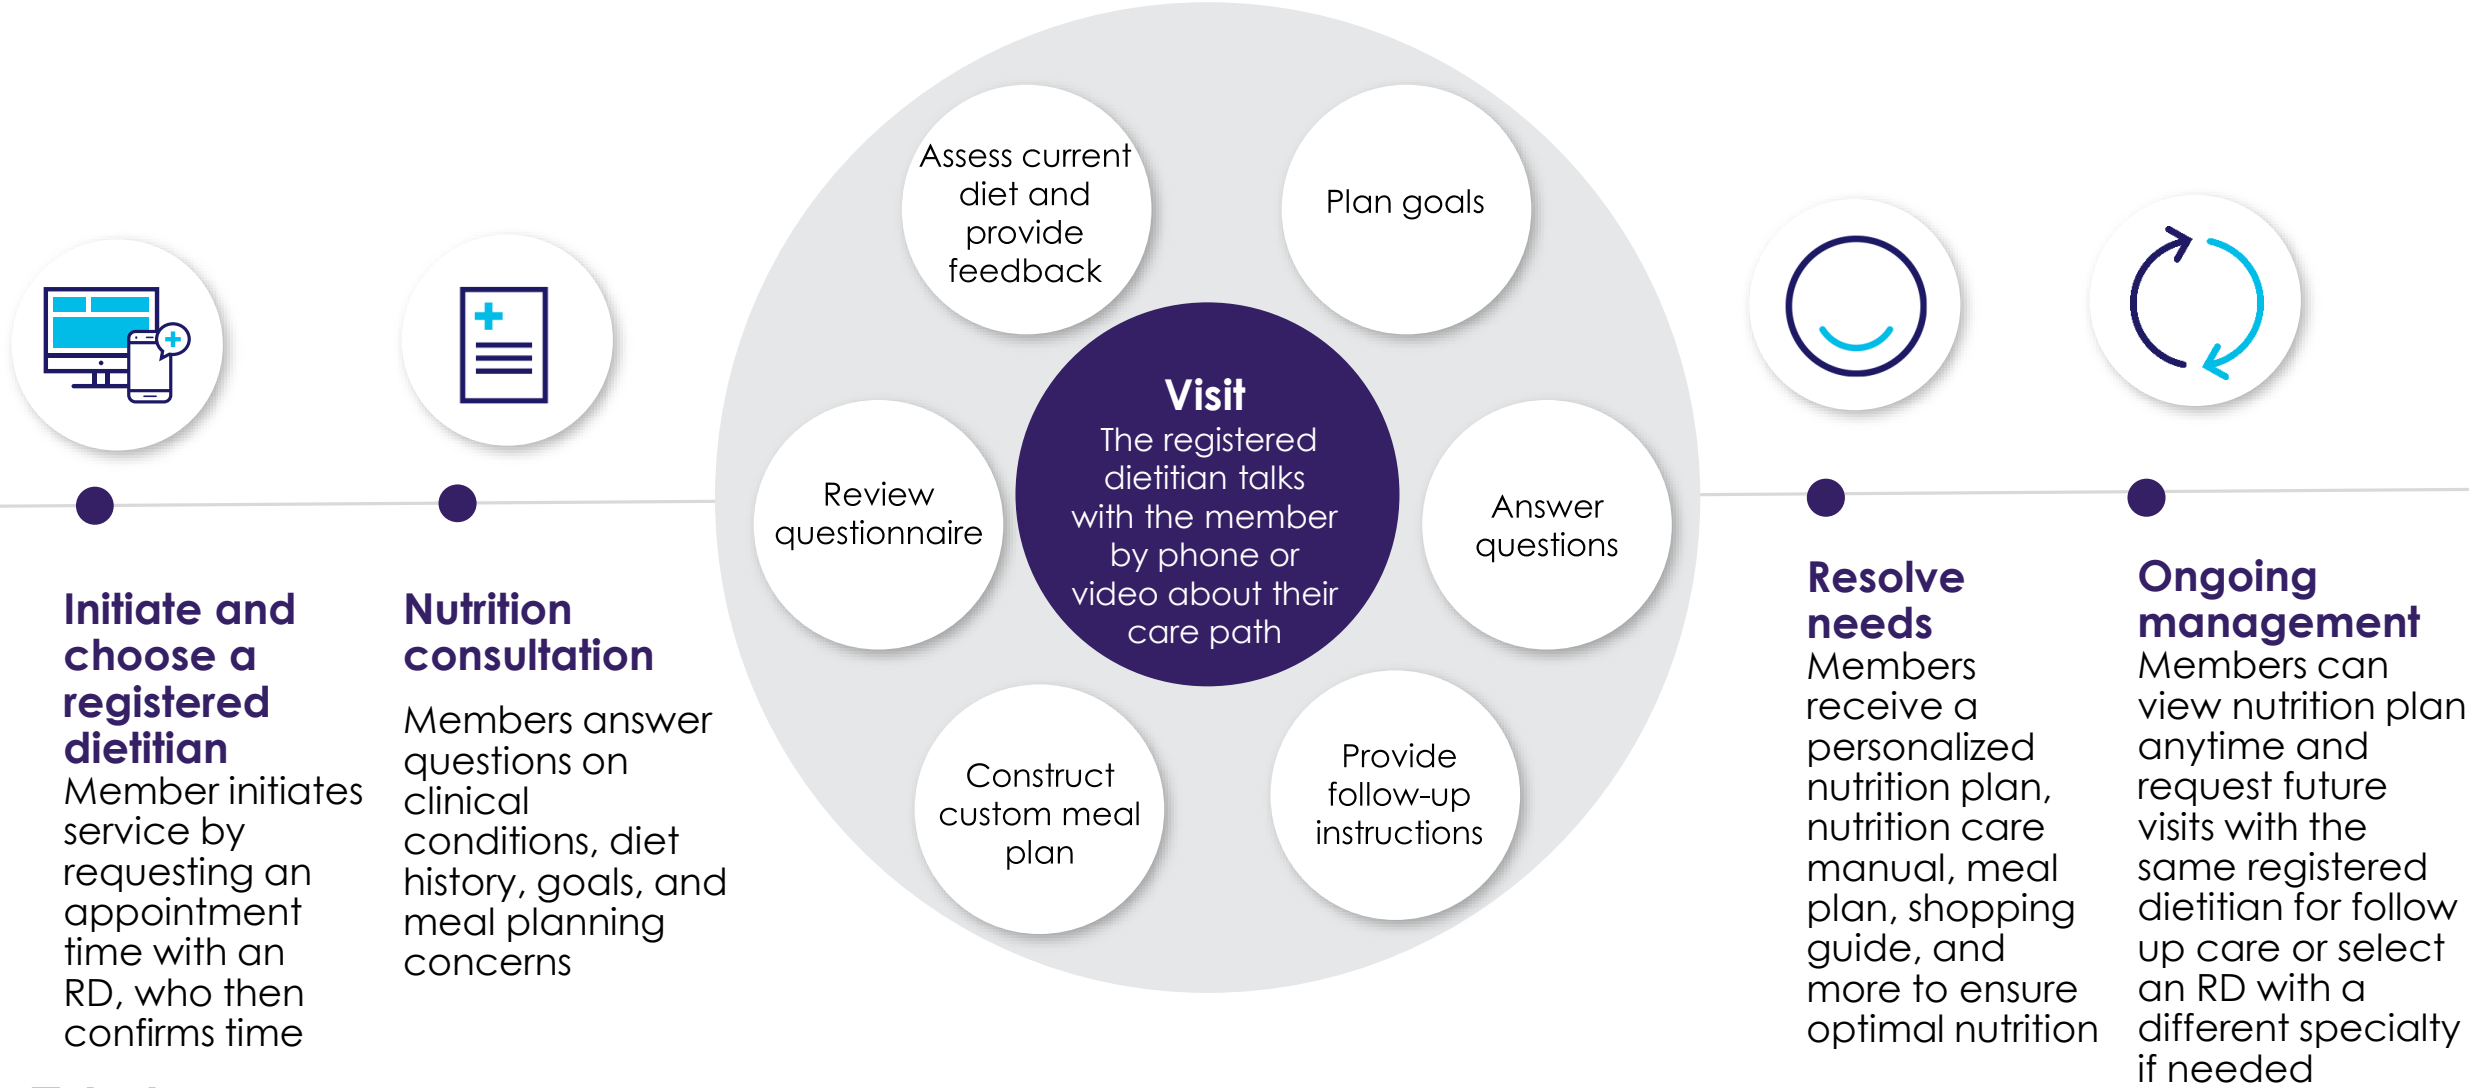 Initiate and
choose a
registered
dietitian
Member initiates
service by
requesting an
appointment
time with an
RD, who then
confirms time
Nutrition
consultation
Members answer
questions on
clinical
conditions, diet
history, goals, and
meal planning
concerns
Assess current
diet and
provide
feedback
Plan goals
Review
questionnaire
Visit
The registered
dietitian talks
with the member
by phone or
video about their
care path
Answer
questions
Construct
custom meal
plan
Provide
follow-up
instructions
Resolve
needs
Members
receive a
personalized
nutrition plan,
nutrition care
manual, meal
plan, shopping
guide, and
more to ensure
optimal nutrition
Ongoing
management
Members can
view nutrition plan
anytime and
request future
visits with the
same registered
dietitian for follow
up care or select
an RD with a
different specialty
if needed